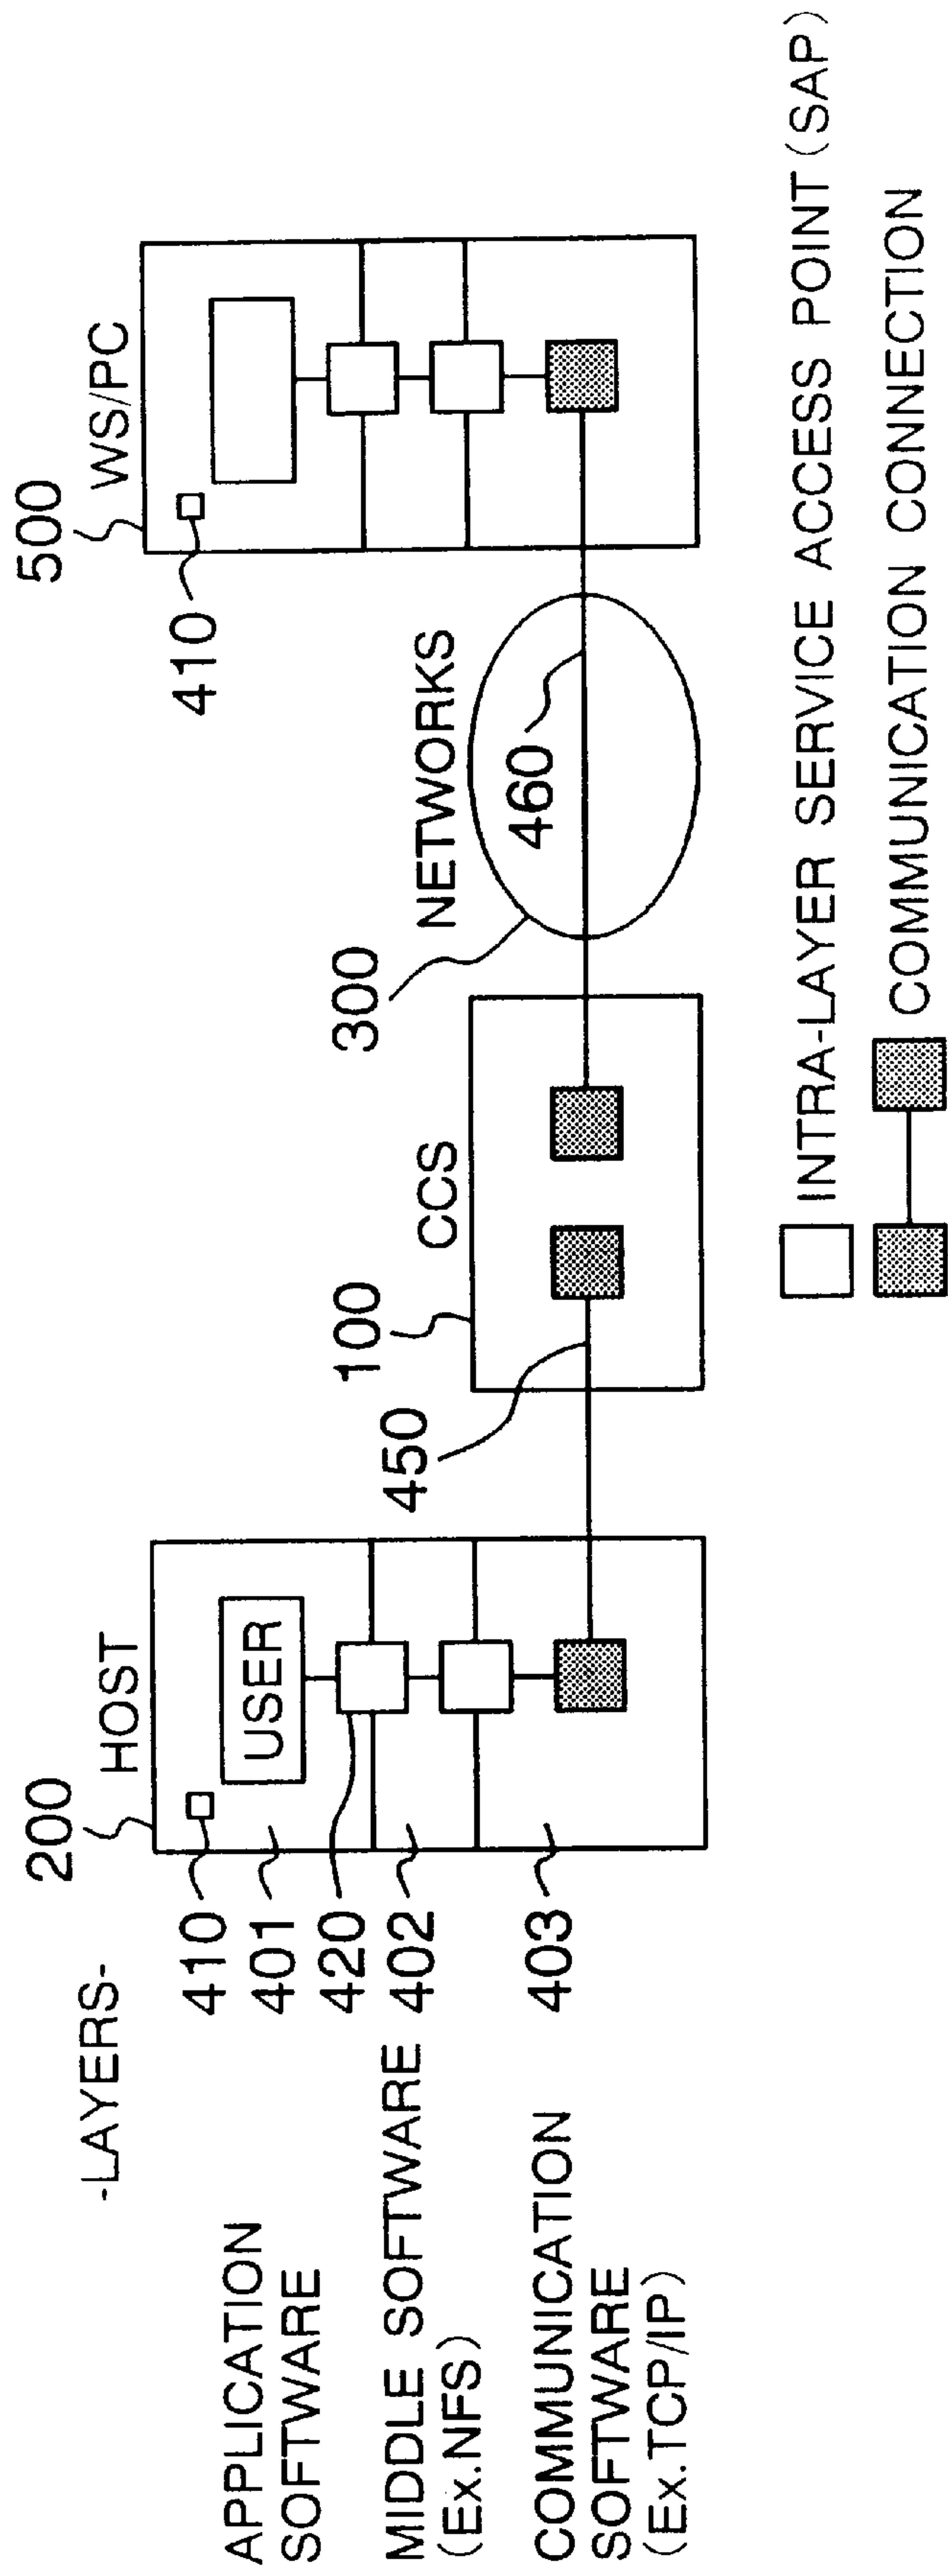 -LAYERS-
APPLICATION
SOFTWARE
MIDDLE SOFTWARE
(Ex.NFS)
COMMUNICATION
SOFTWARE
(Ex.TCP/IP)
200
HOST
410
401
420
402
403
USER
450
100
CCS
300
NETWORKS
460
500
WS/PC
410
INTRA-LAYER SERVICE ACCESS POINT (SAP)
COMMUNICATION CONNECTION